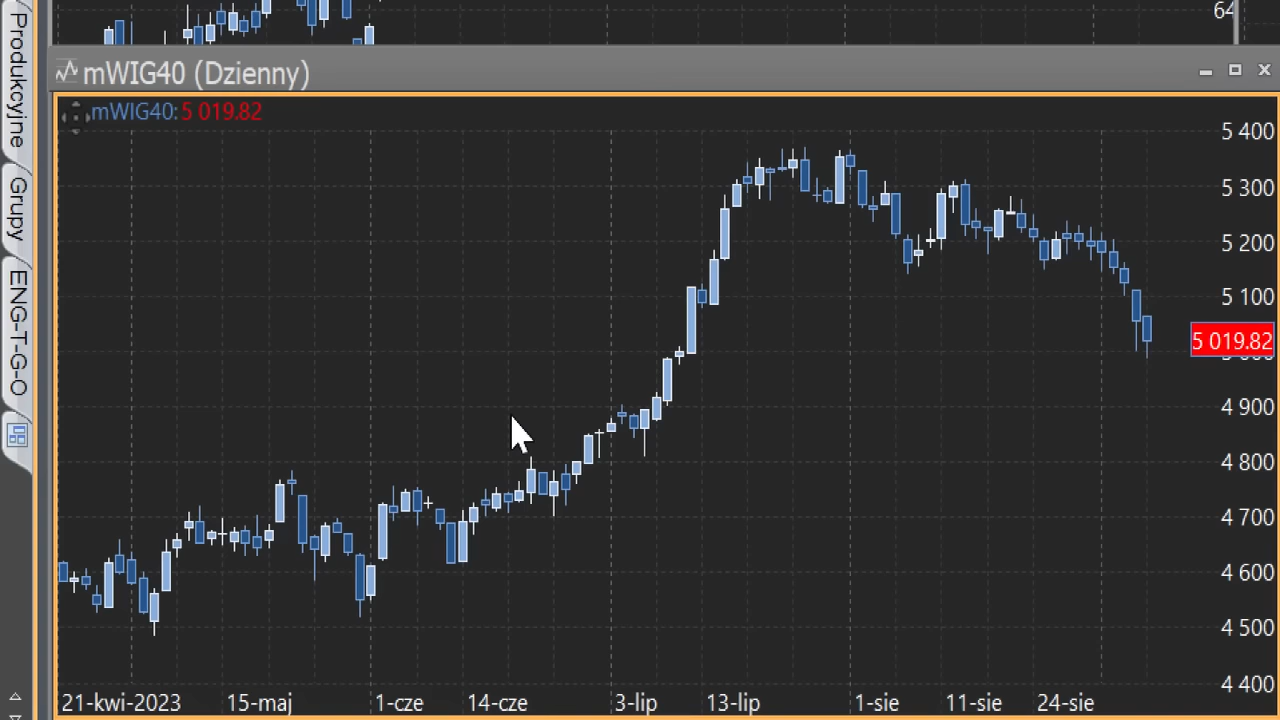 64
Produkcyjne
Grupy
ENG-T-G-O
mWIG40 (Dzienny)
mWIG40: 5 019.82
5 400
5 300
5 200
5 100
5 019.82
4 900
4 800
4 700
4 600
4 500
4 400
21-kwi-2023 15-maj 1-cze 14-cze 3-lip 13-lip 1-sie 11-sie 24-sie